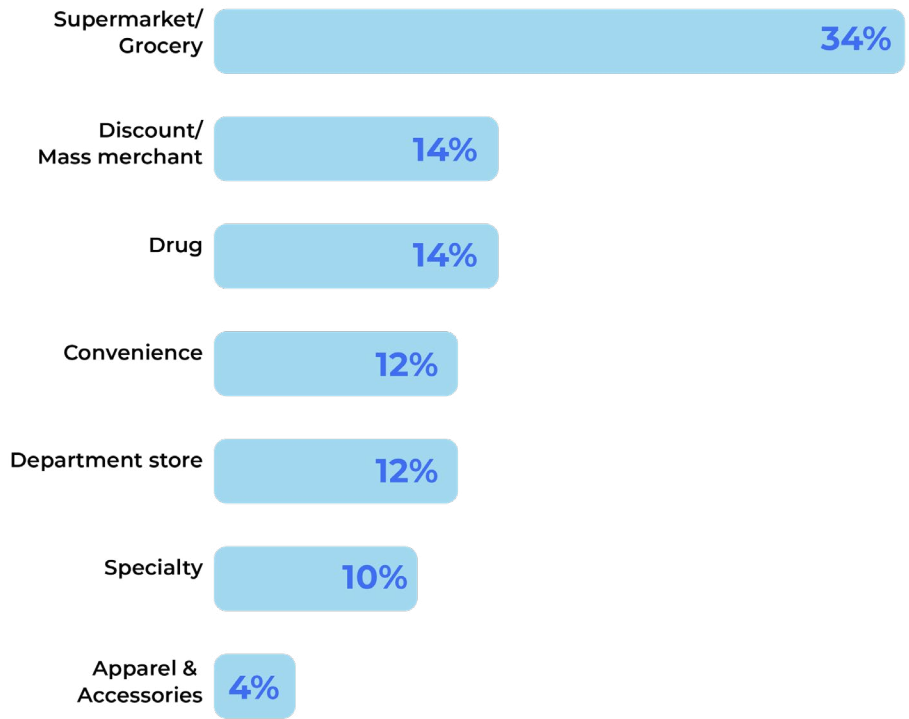 Supermarket/
Grocery
34%
Discount/
Mass merchant
14%
Drug
14%
Convenience
12%
Department store
12%
Specialty
10%
Apparel &
Accessories
4%